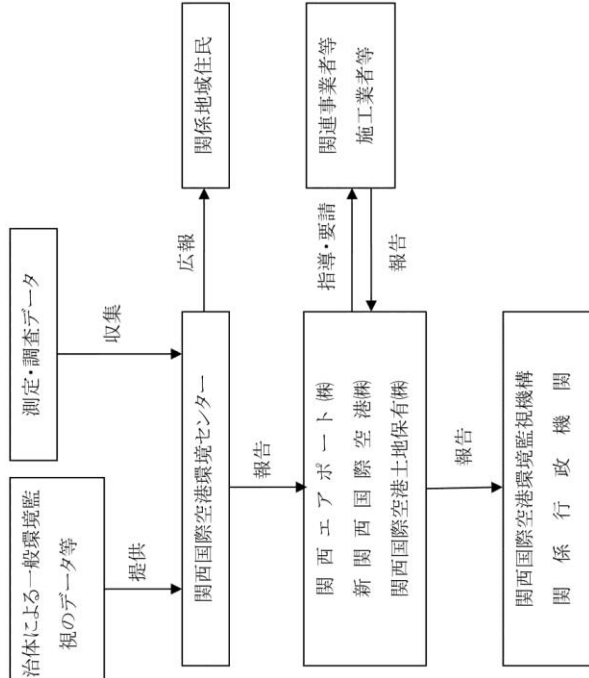 測定・調査データ
治体による一般環境監
視のデータ等
収集
提供
関西国際空港環境センター
広報
関係地域住民
報告
関西エアポート㈱
新関西国際空港㈱
関西国際空港土地保有㈱
指導・要請
報告
関連事業者等
施工業者等
報告
関西国際空港環境監視機構
関係行政機関